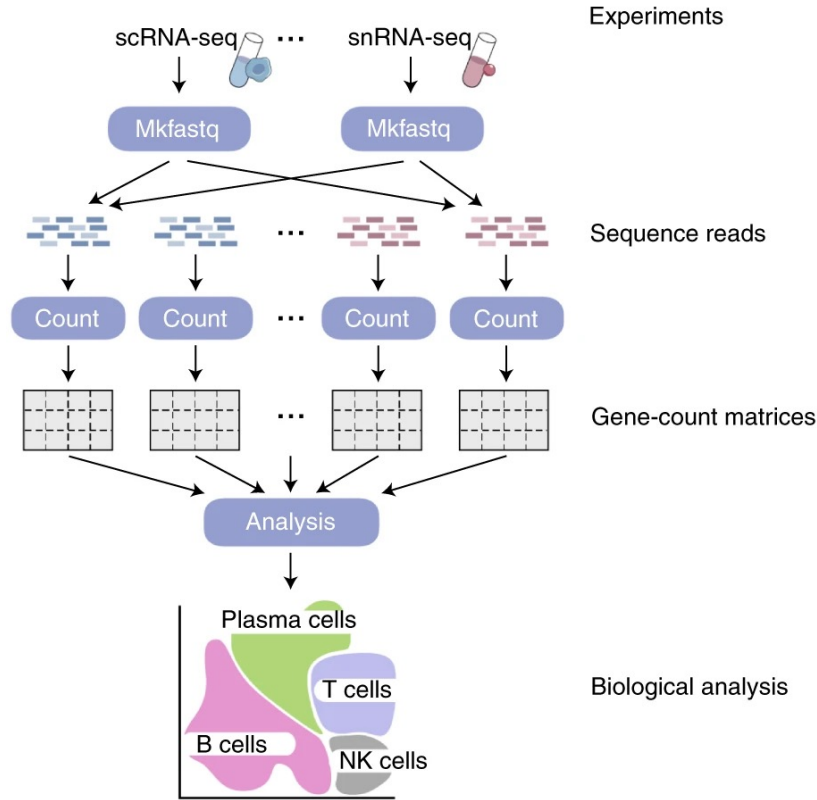 Experiments
scRNA-seq ... snRNA-seq
Mkfastq Mkfastq
... Sequence reads
Count Count ... Count Count
... Gene-count matrices
Analysis
Plasma cells
T cells
Biological analysis
B cells
NK cells